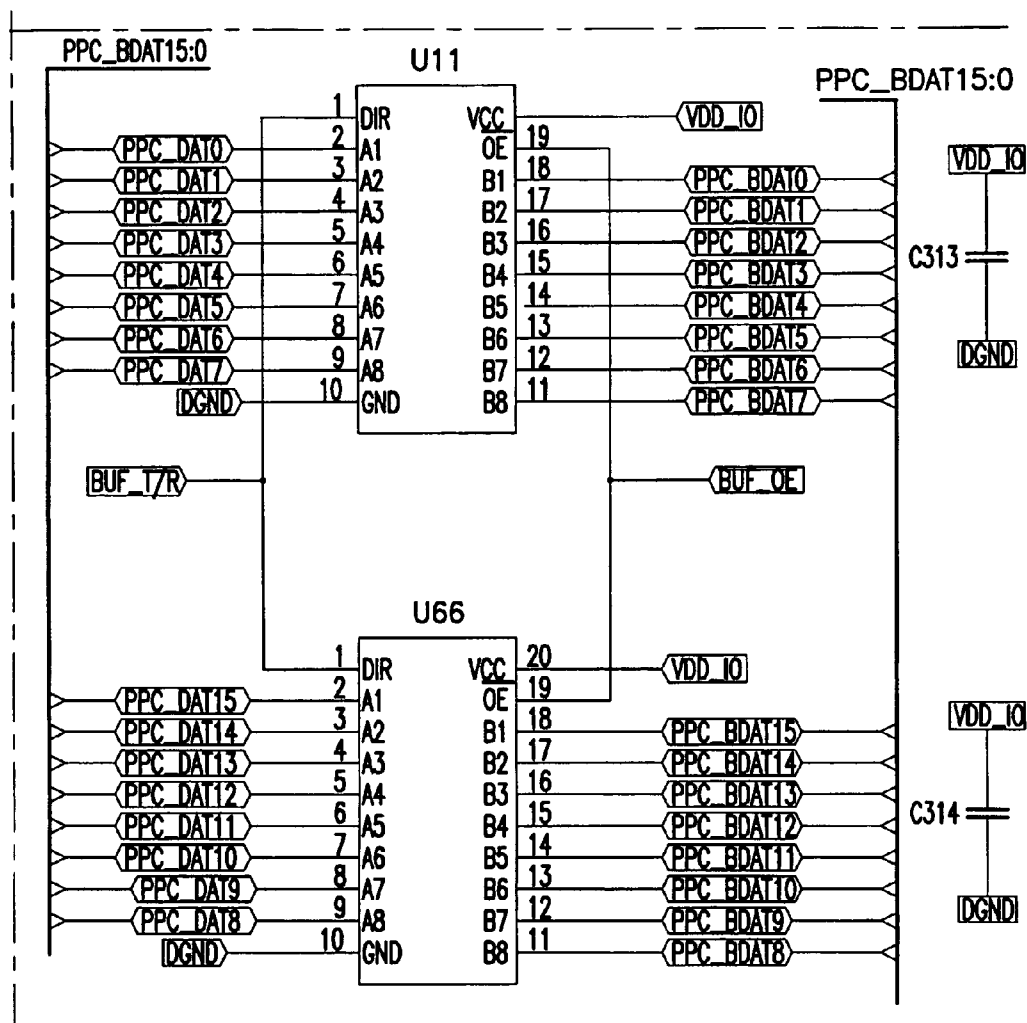 PPC_BDAT15:0
U11
PPC_BDAT15:0
1 DIR VCC VDD_IO
PPC_DAT0 2 A1 OE 19
PPC_DAT1 3 A2 B1 18 PPC_BDAT0
PPC_DAT2 4 A3 B2 17 PPC_BDAT1
PPC_DAT3 5 A4 B3 16 PPC_BDAT2
PPC_DAT4 6 A5 B4 15 PPC_BDAT3
PPC_DAT5 7 A6 B5 14 PPC_BDAT4
PPC_DAT6 8 A7 B6 13 PPC_BDAT5
PPC_DAT7 9 A8 B7 12 PPC_BDAT6
DGND 10 GND B8 11 PPC_BDAT7
VDD_IO
C313
DGND
BUF_T/R
BUF_OE
U66
1 DIR VCC 20 VDD_IO
PPC_DAT15 2 A1 OE 19
PPC_DAT14 3 A2 B1 18 PPC_BDAT15
PPC_DAT13 4 A3 B2 17 PPC_BDAT14
PPC_DAT12 5 A4 B3 16 PPC_BDAT13
PPC_DAT11 6 A5 B4 15 PPC_BDAT12
PPC_DAT10 7 A6 B5 14 PPC_BDAT11
PPC_DAT9 8 A7 B6 13 PPC_BDAT10
PPC_DAT8 9 A8 B7 12 PPC_BDAT9
DGND 10 GND B8 11 PPC_BDAT8
VDD_IO
C314
DGND